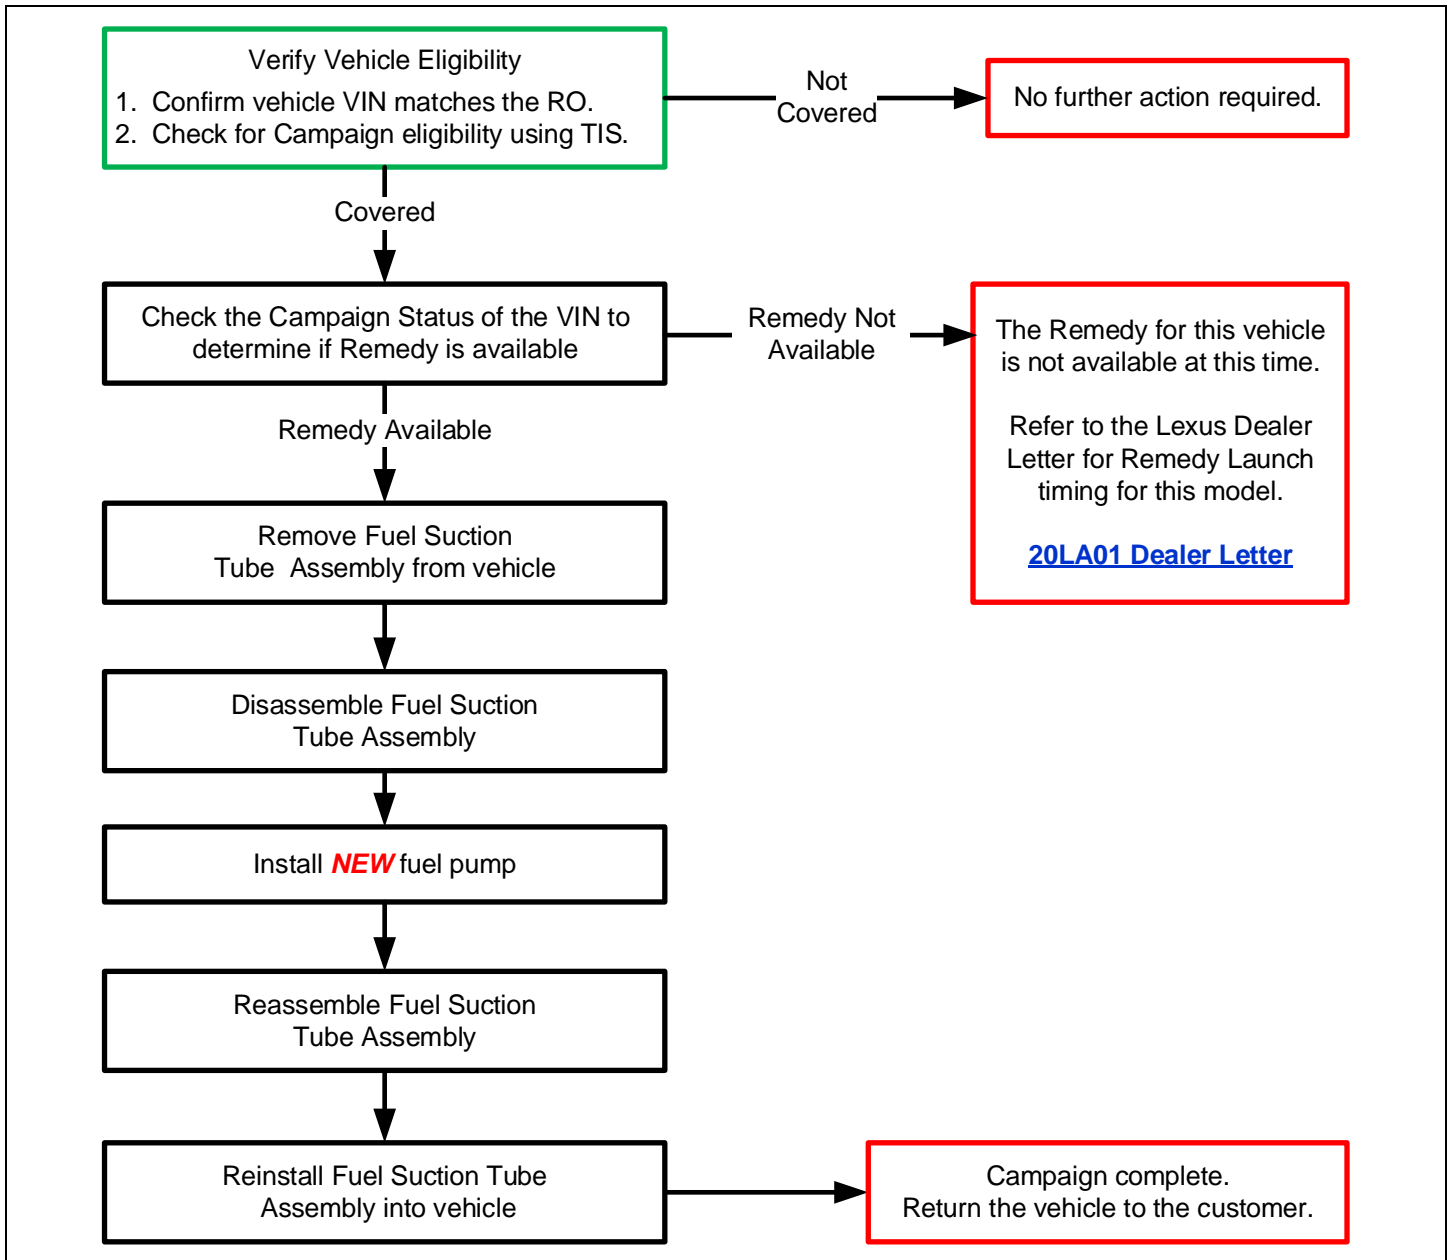 Verify Vehicle Eligibility
1. Confirm vehicle VIN matches the RO.
2. Check for Campaign eligibility using TIS.
Not
Covered
No further action required.
Covered
Check the Campaign Status of the VIN to
determine if Remedy is available
Remedy Not
Available
The Remedy for this vehicle
is not available at this time.
Refer to the Lexus Dealer
Letter for Remedy Launch
timing for this model.
20LA01 Dealer Letter
Remedy Available
Remove Fuel Suction
Tube Assembly from vehicle
Disassemble Fuel Suction
Tube Assembly
Install NEW fuel pump
Reassemble Fuel Suction
Tube Assembly
Reinstall Fuel Suction Tube
Assembly into vehicle
Campaign complete.
Return the vehicle to the customer.